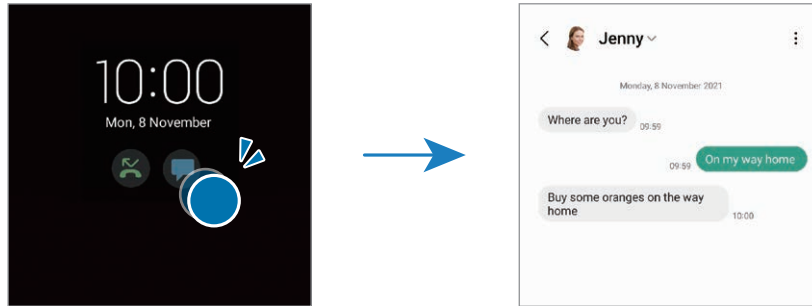 10:00
Mon, 8 November
Jenny
Monday, 8 November 2021
Where are you?
09:59
09:59
On my way home
Buy some oranges on the way
home
10:00